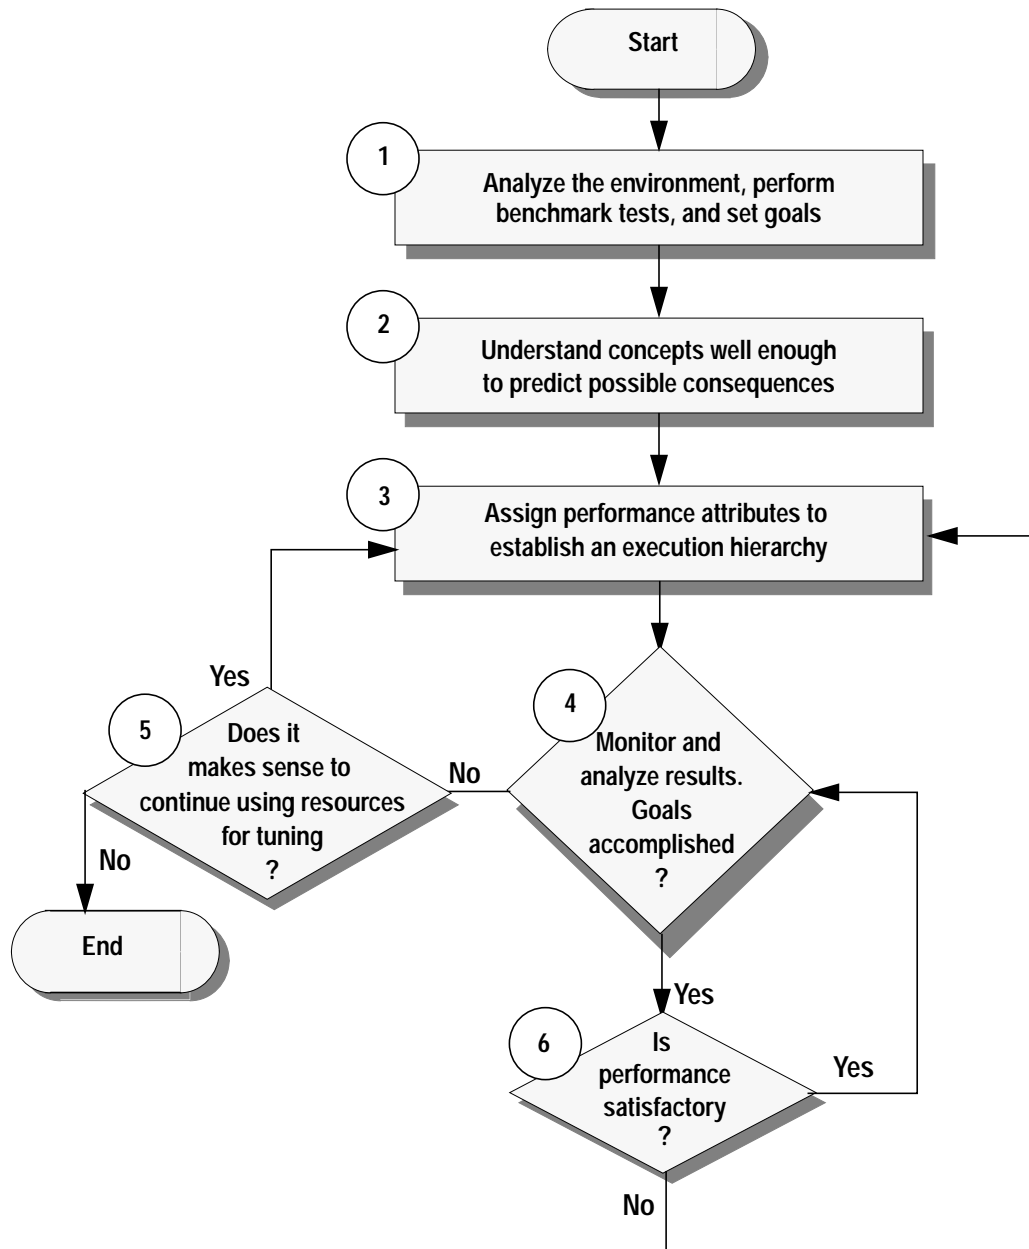 Start
1
Analyze the environment, perform
benchmark tests, and set goals
2
Understand concepts well enough
to predict possible consequences
3
Assign performance attributes to
establish an execution hierarchy
4
Monitor and
analyze results.
Goals
accomplished
?
No
Yes
5
Does it
makes sense to
continue using resources
for tuning
?
Yes
No
End
6
Is
performance
satisfactory
?
Yes
No